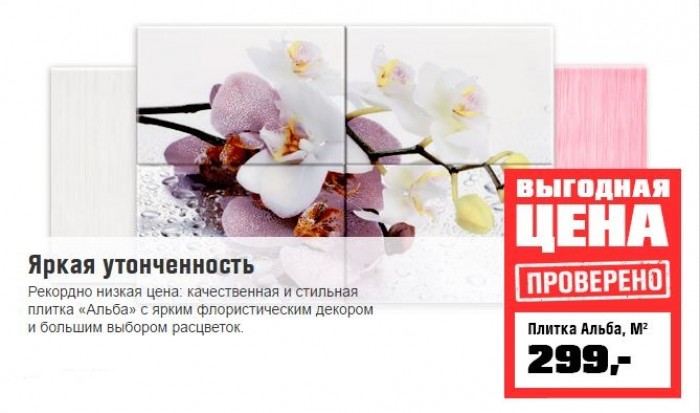 Яркая утонченность
Рекордно низкая цена: качественная и стильная
плитка «Альба» с ярким флористическим декором
и большим выбором расцветок.
ВЫГОДНАЯ
ЦЕНА
ПРОВЕРЕНО
Плитка Альба, М²
299,-